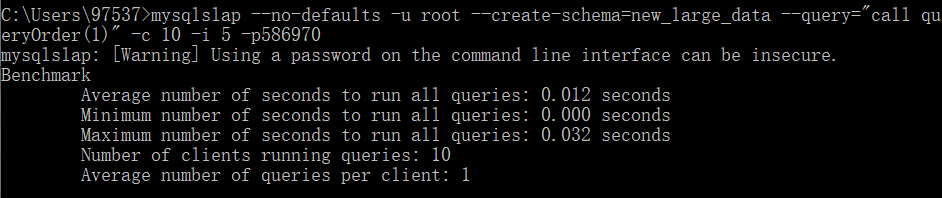 C:\Users\97537>mysqlslap --no-defaults -u root --create-schema=new_large_data --query="call qu
eryOrder(1)" -c 10 -i 5 -p586970
mysqlslap: [Warning] Using a password on the command line interface can be insecure.
Benchmark
Average number of seconds to run all queries: 0.012 seconds
Minimum number of seconds to run all queries: 0.000 seconds
Maximum number of seconds to run all queries: 0.032 seconds
Number of clients running queries: 10
Average number of queries per client: 1